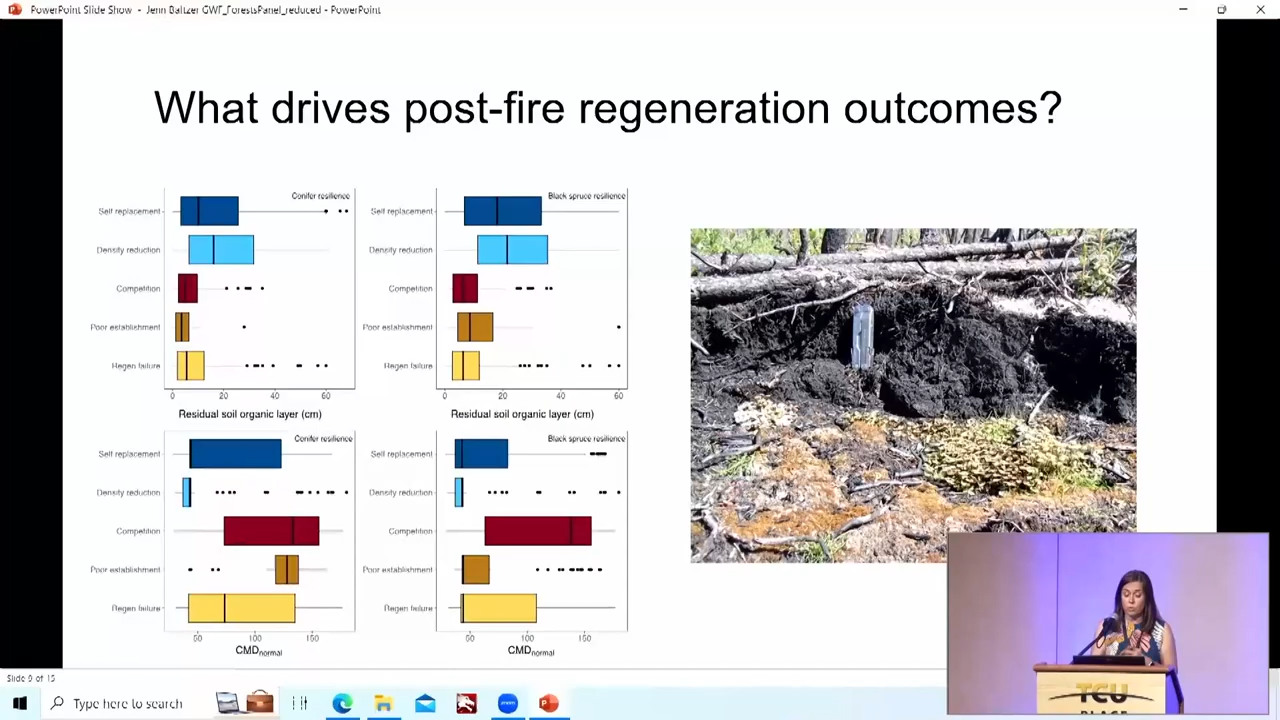 PowerPoint Slide Show - Jenn Baltzer GWF_ForestsPanel_reduced - PowerPoint
What drives post-fire regeneration outcomes?
Conifer resilience
Self replacement
Density reduction
Competition
Poor establishment
Regen failure
0 20 40 60
Residual soil organic layer (cm)
Black spruce resilience
Self replacement
Density reduction
Competition
Poor establishment
Regen failure
0 20 40 60
Residual soil organic layer (cm)
Conifer resilience
Self replacement
Density reduction
Competition
Poor establishment
Regen failure
50 100 150
CMDnormal
Black spruce resilience
Self replacement
Density reduction
Competition
Poor establishment
Regen failure
50 100 150
CMDnormal
TCU
PLACE
Slide 9 of 15
Type here to search
zoom